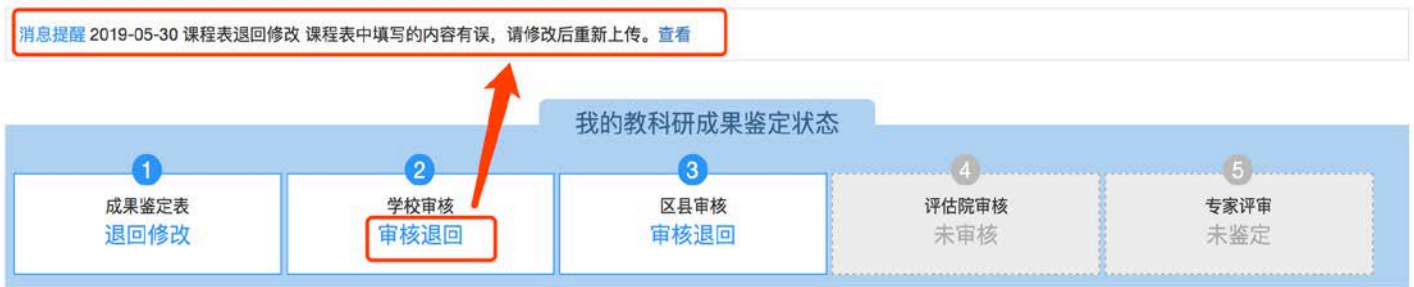 消息提醒 2019-05-30 课程表退回修改 课程表中填写的内容有误，请修改后重新上传。查看
我的教科研成果鉴定状态
1 2 3 4 5
成果鉴定表 学校审核 区县审核 评估院审核 专家评审
退回修改 审核退回 审核退回 未审核 未鉴定